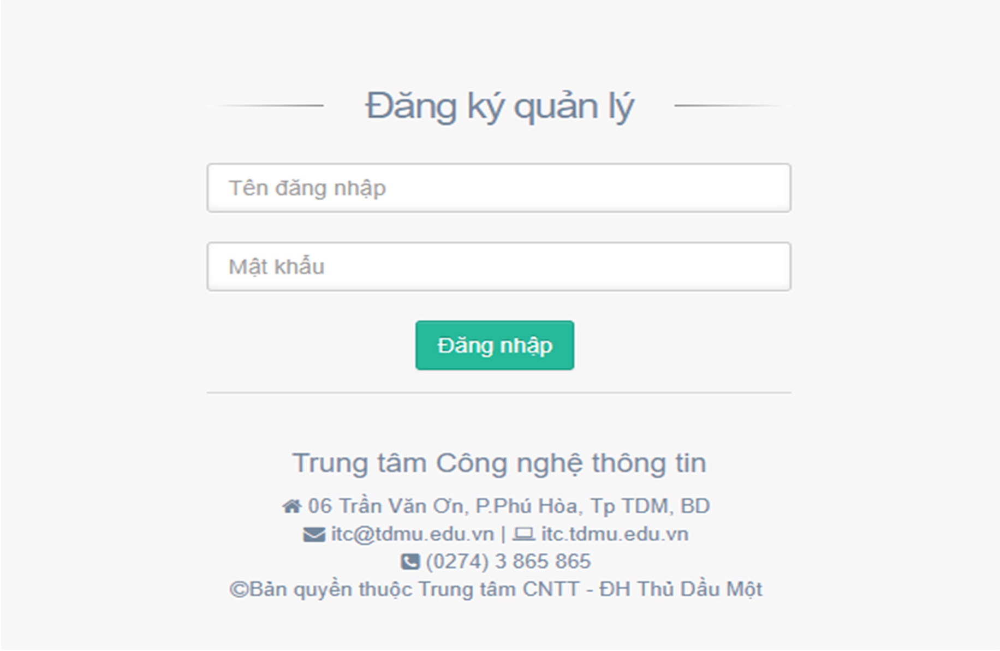 Đăng ký quản lý
Tên đăng nhập
Mật khẩu
Đăng nhập
Trung tâm Công nghệ thông tin
06 Trần Văn Ơn, P.Phú Hòa, Tp TDM, BD
itc@tdmu.edu.vn | itc.tdmu.edu.vn
(0274) 3 865 865
©Bản quyền thuộc Trung tâm CNTT - ĐH Thủ Dầu Một